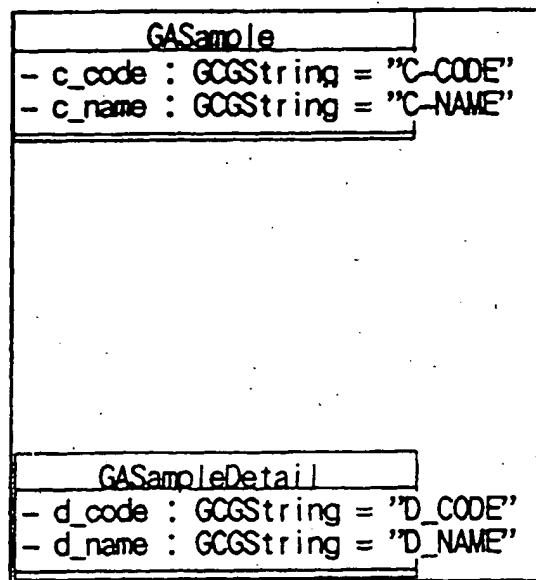 GASample
- c_code : GCGString = "C-CODE"
- c_name : GCGString = "C-NAME"
GASampleDetail
- d_code : GCGString = "D_CODE"
- d_name : GCGString = "D_NAME"